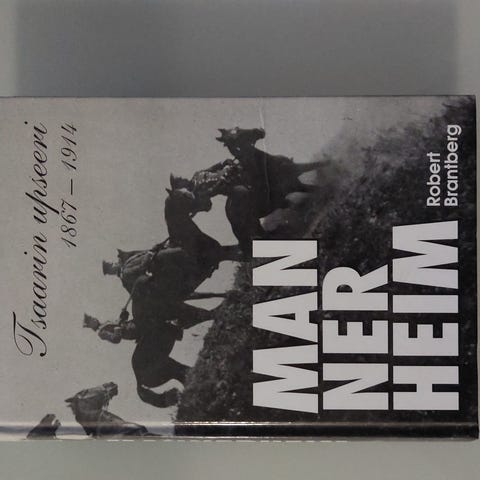 Tsaarin upseeri
1867 – 1914
MAN
NER
HEIM
Robert
Brantberg